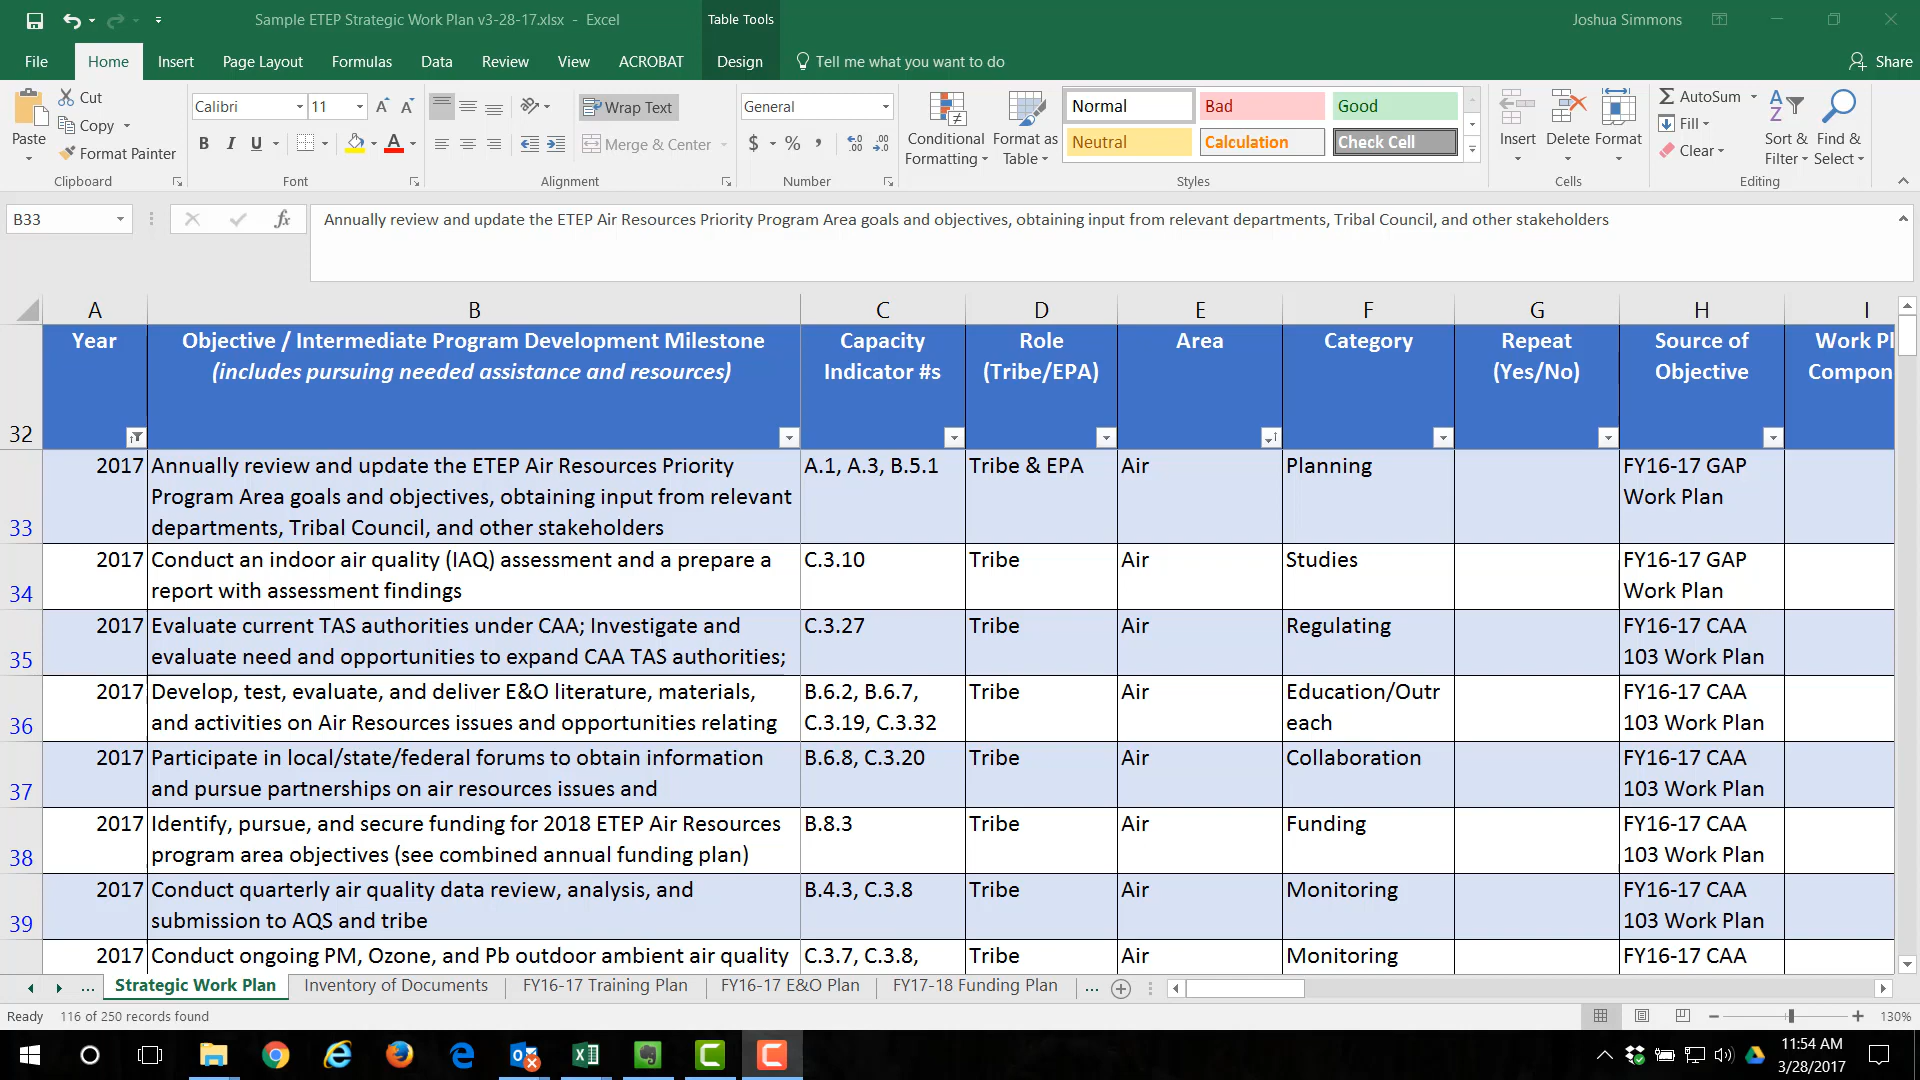 Sample ETEP Strategic Work Plan v3-28-17.xlsx - Excel
Table Tools
Joshua Simmons
File Home Insert Page Layout Formulas Data Review View ACROBAT Design Tell me what you want to do Share
Paste
Cut
Copy
Format Painter
Clipboard
Calibri 11
B I U
Font
Wrap Text
Merge & Center
Alignment
General
$ % ,
Number
Conditional Formatting
Format as Table
Normal Bad Good
Neutral Calculation Check Cell
Styles
Insert Delete Format
Cells
AutoSum
Fill
Clear
Sort & Filter
Find & Select
Editing
B33
fx
Annually review and update the ETEP Air Resources Priority Program Area goals and objectives, obtaining input from relevant departments, Tribal Council, and other stakeholders
A B C D E F G H I
32
Year
Objective / Intermediate Program Development Milestone
(includes pursuing needed assistance and resources)
Capacity
Indicator #s
Role
(Tribe/EPA)
Area
Category
Repeat
(Yes/No)
Source of
Objective
Work Pl
Compon
33
2017
Annually review and update the ETEP Air Resources Priority
Program Area goals and objectives, obtaining input from relevant
departments, Tribal Council, and other stakeholders
A.1, A.3, B.5.1
Tribe & EPA
Air
Planning
FY16-17 GAP
Work Plan
34
2017
Conduct an indoor air quality (IAQ) assessment and a prepare a
report with assessment findings
C.3.10
Tribe
Air
Studies
FY16-17 GAP
Work Plan
35
2017
Evaluate current TAS authorities under CAA; Investigate and
evaluate need and opportunities to expand CAA TAS authorities;
C.3.27
Tribe
Air
Regulating
FY16-17 CAA
103 Work Plan
36
2017
Develop, test, evaluate, and deliver E&O literature, materials,
and activities on Air Resources issues and opportunities relating
B.6.2, B.6.7,
C.3.19, C.3.32
Tribe
Air
Education/Outr
each
FY16-17 CAA
103 Work Plan
37
2017
Participate in local/state/federal forums to obtain information
and pursue partnerships on air resources issues and
B.6.8, C.3.20
Tribe
Air
Collaboration
FY16-17 CAA
103 Work Plan
38
2017
Identify, pursue, and secure funding for 2018 ETEP Air Resources
program area objectives (see combined annual funding plan)
B.8.3
Tribe
Air
Funding
FY16-17 CAA
103 Work Plan
39
2017
Conduct quarterly air quality data review, analysis, and
submission to AQS and tribe
B.4.3, C.3.8
Tribe
Air
Monitoring
FY16-17 CAA
103 Work Plan
2017
Conduct ongoing PM, Ozone, and Pb outdoor ambient air quality
C.3.7, C.3.8,
Tribe
Air
Monitoring
FY16-17 CAA
... Strategic Work Plan Inventory of Documents FY16-17 Training Plan FY16-17 E&O Plan FY17-18 Funding Plan ...
Ready 116 of 250 records found
130%
11:54 AM
3/28/2017